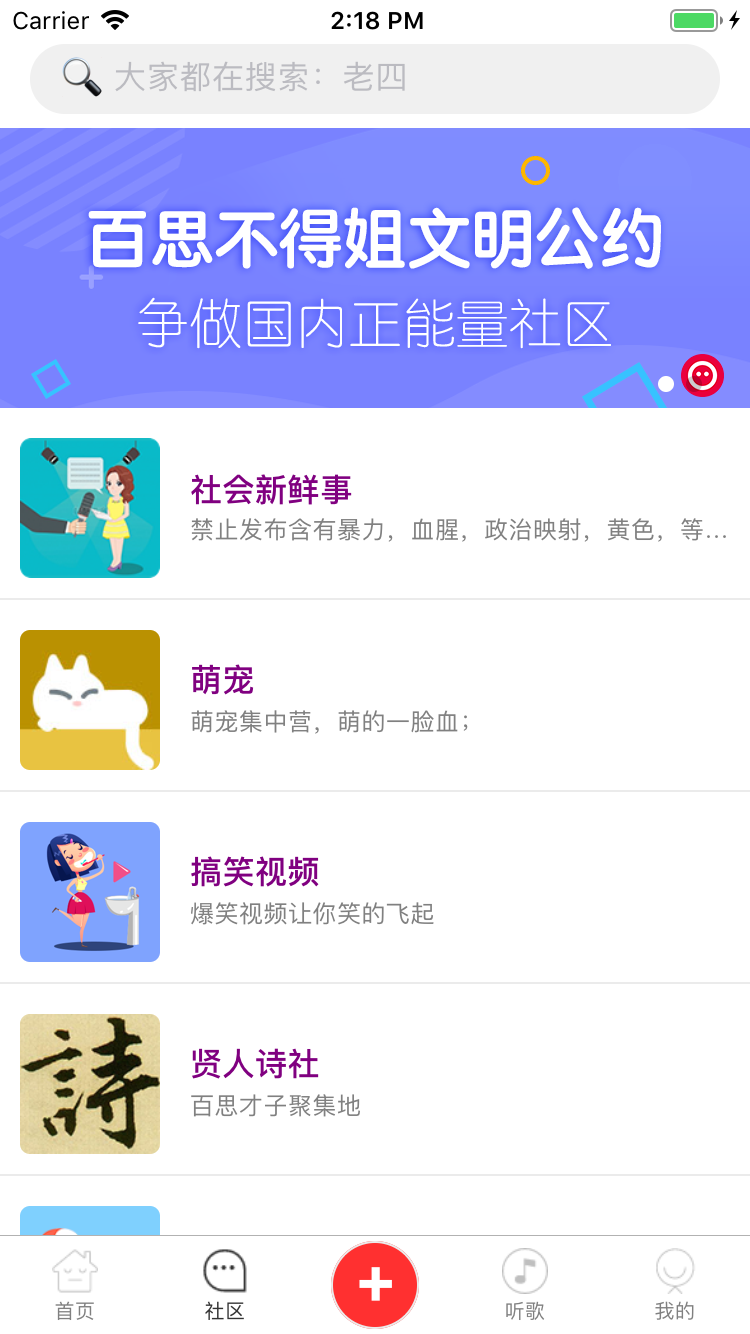 Carrier 2:18 PM
大家都在搜索：老四
百思不得姐文明公约
争做国内正能量社区
社会新鲜事
禁止发布含有暴力，血腥，政治映射，黄色，等...
萌宠
萌宠集中营，萌的一脸血；
搞笑视频
爆笑视频让你笑的飞起
詩
贤人诗社
百思才子聚集地
首页 社区 听歌 我的